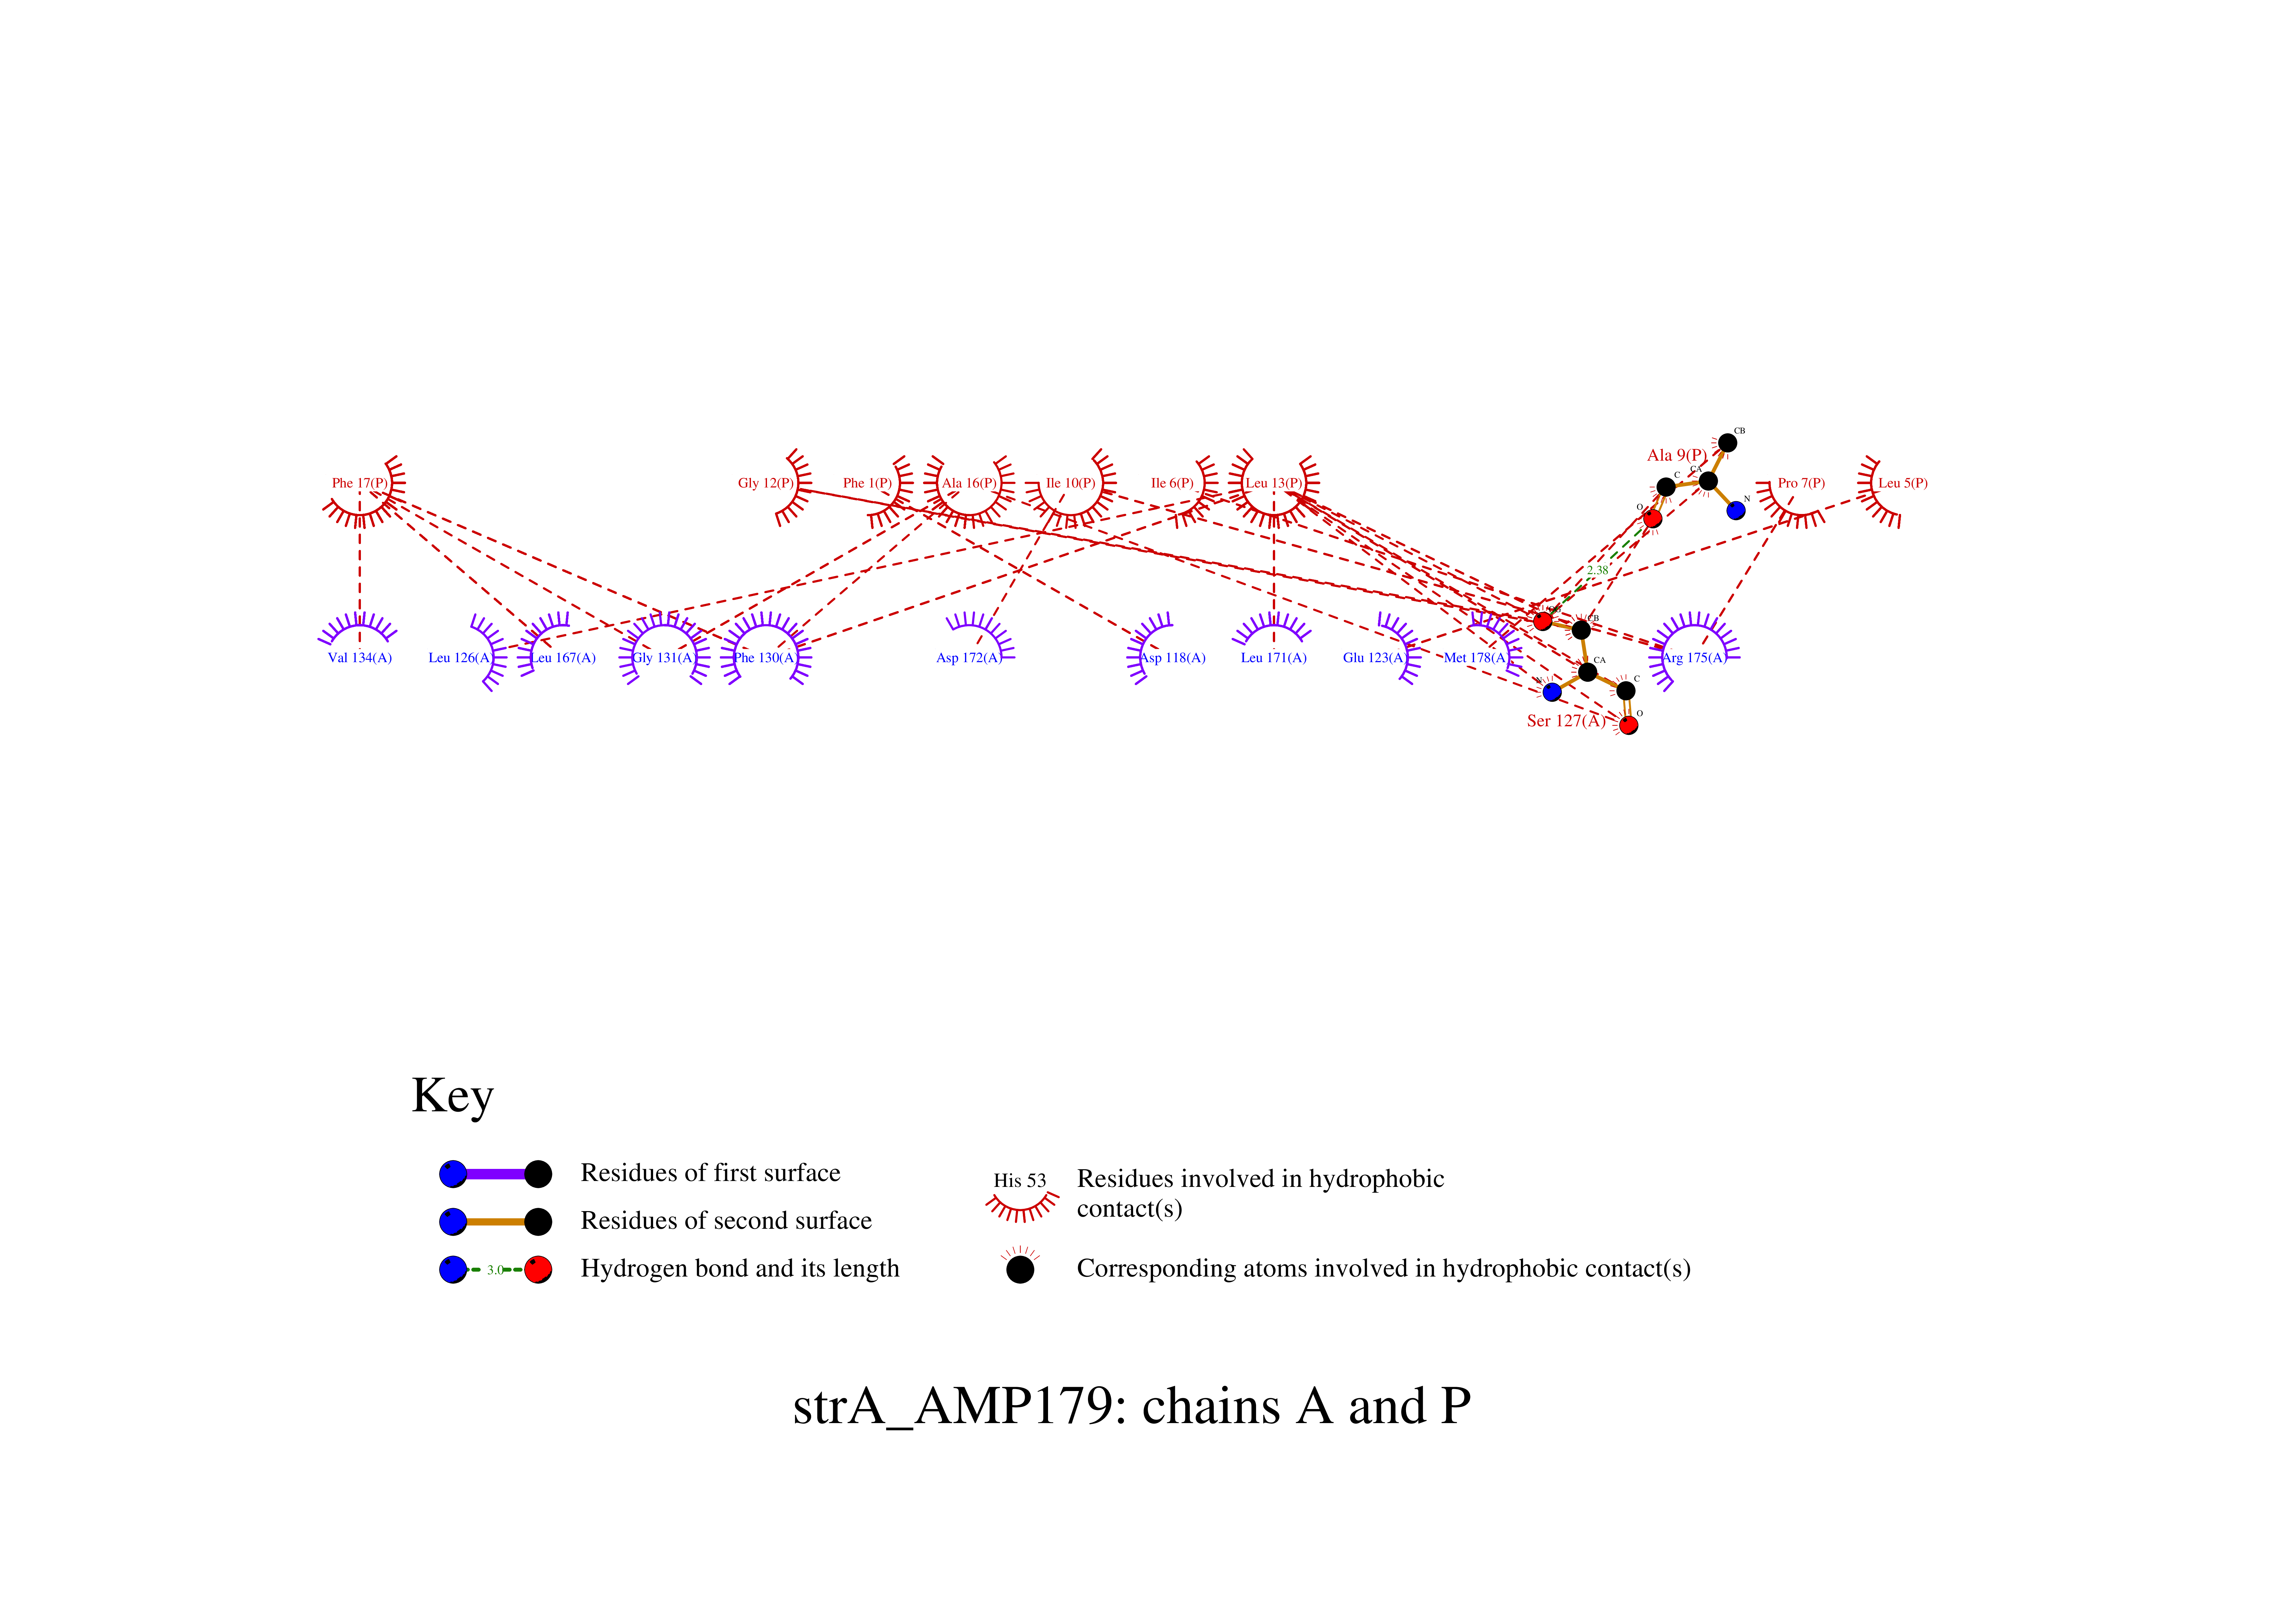 CB
Ala 9(P)
C
CA
N
O
Phe 17(P)
Gly 12(P)
Phe 1(P)
Ala 16(P)
Ile 10(P)
Ile 6(P)
Leu 13(P)
Pro 7(P)
Leu 5(P)
2.38
CB
CA
C
O
Ser 127(A)
Val 134(A)
Leu 126(A)
Leu 167(A)
Gly 131(A)
Phe 130(A)
Asp 172(A)
Asp 118(A)
Leu 171(A)
Glu 123(A)
Met 178(A)
Arg 175(A)
Key
Residues of first surface
Residues of second surface
3.0
Hydrogen bond and its length
His 53
Residues involved in hydrophobic
contact(s)
Corresponding atoms involved in hydrophobic contact(s)
strA_AMP179: chains A and P